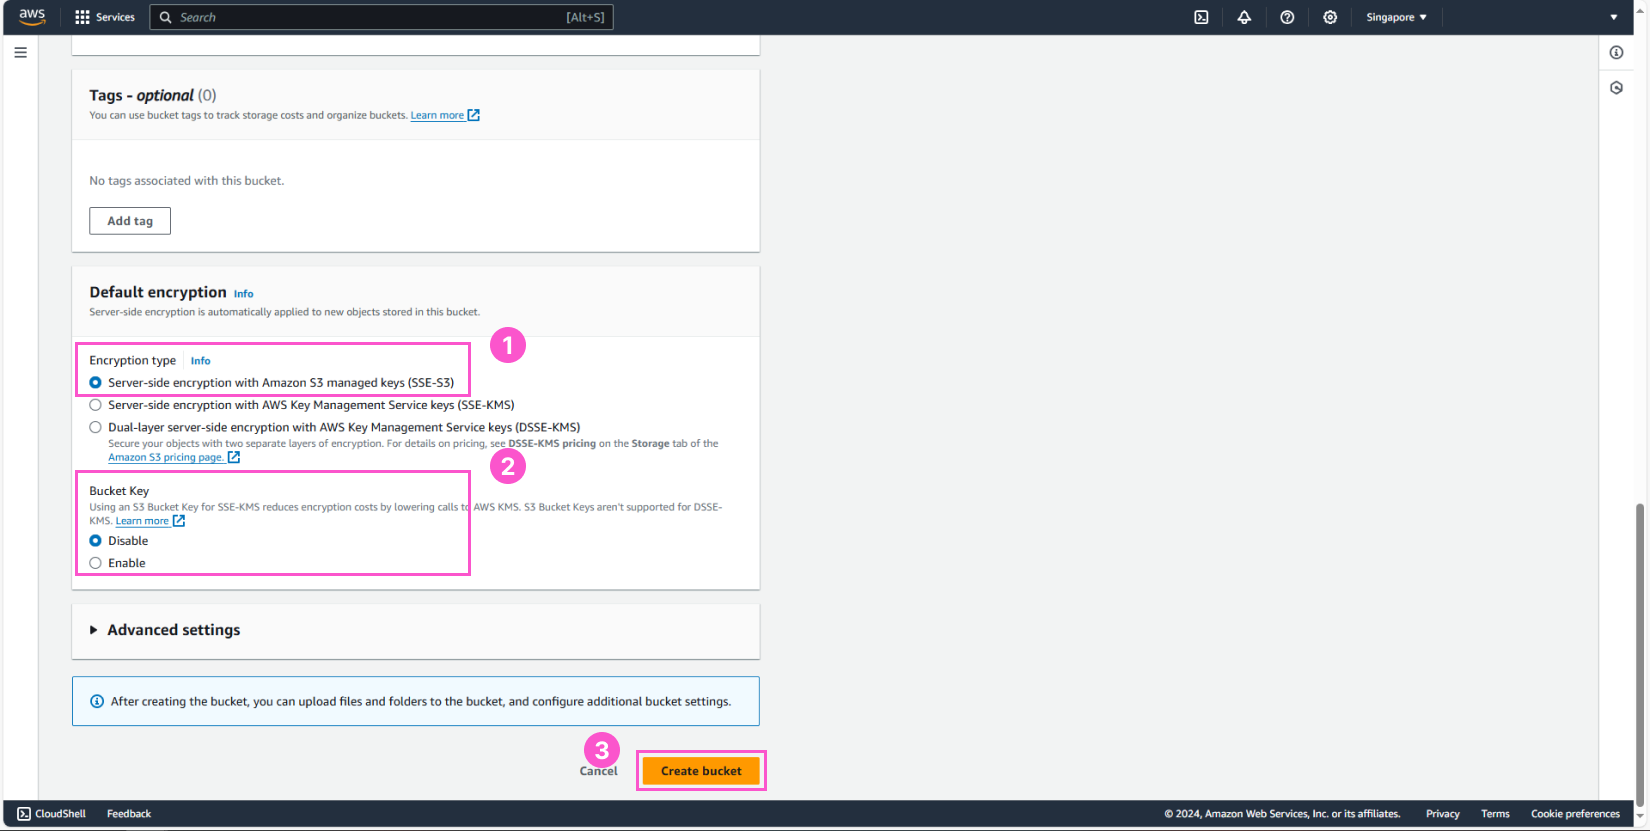 aws
Services
Search
[Alt+S]
Singapore
Tags - optional (0)
You can use bucket tags to track storage costs and organize buckets. Learn more
No tags associated with this bucket.
Add tag
Default encryption Info
Server-side encryption is automatically applied to new objects stored in this bucket.
1
Encryption type Info
Server-side encryption with Amazon S3 managed keys (SSE-S3)
Server-side encryption with AWS Key Management Service keys (SSE-KMS)
Dual-layer server-side encryption with AWS Key Management Service keys (DSSE-KMS)
Secure your objects with two separate layers of encryption. For details on pricing, see DSSE-KMS pricing on the Storage tab of the
Amazon S3 pricing page.
2
Bucket Key
Using an S3 Bucket Key for SSE-KMS reduces encryption costs by lowering calls to AWS KMS. S3 Bucket Keys aren't supported for DSSE-
KMS. Learn more
Disable
Enable
Advanced settings
After creating the bucket, you can upload files and folders to the bucket, and configure additional bucket settings.
3
Cancel
Create bucket
CloudShell
Feedback
© 2024, Amazon Web Services, Inc. or its affiliates.
Privacy
Terms
Cookie preferences